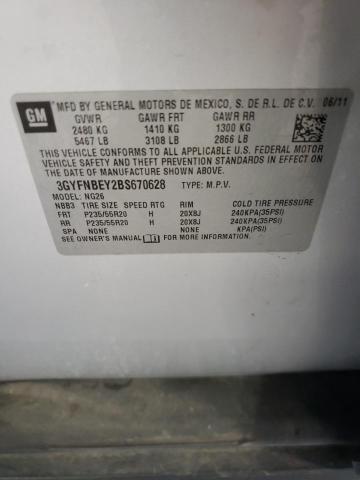 GM
MFD BY GENERAL MOTORS DE MEXICO, S. DE R.L. DE C.V. 06/11
GVWR GAWR FRT GAWR RR
2480 KG 1410 KG 1300 KG
5467 LB 3108 LB 2866 LB
THIS VEHICLE CONFORMS TO ALL APPLICABLE U.S. FEDERAL MOTOR
VEHICLE SAFETY, BUMPER, AND THEFT PREVENTION STANDARDS IN EFFECT ON
THE DATE OF MANUFACTURE SHOWN ABOVE.
3GYFNBEY2BS670628 TYPE: M.P.V.
MODEL: NG26
NBB3 TIRE SIZE SPEED RTG RIM COLD TIRE PRESSURE
FRT P235/55R20 H 20X8J 240KPA(35PSI)
RR P235/55R20 H 20X8J 240KPA(35PSI)
SPA NONE NONE KPA(PSI)
SEE OWNER'S MANUAL FOR ADDITIONAL INFORMATION.